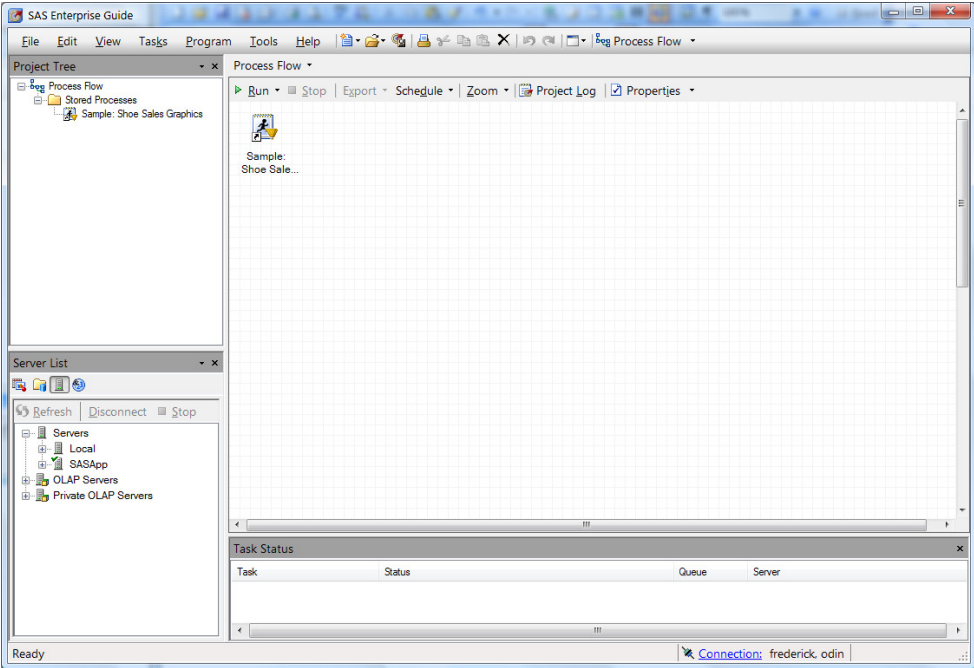 SAS Enterprise Guide
File Edit View Tasks Program Tools Help Process Flow
Project Tree
Process Flow
Stored Processes
Sample: Shoe Sales Graphics
Process Flow
Run Stop Export Schedule Zoom Project Log Properties
Sample:
Shoe Sale...
Server List
Refresh Disconnect Stop
Servers
Local
SASApp
OLAP Servers
Private OLAP Servers
Task Status
Task Status Queue Server
Ready
Connection: frederick, odin